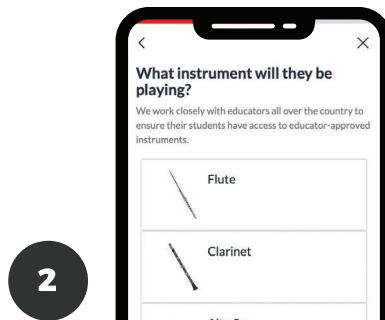 What instrument will they be
playing?
We work closely with educators all over the country to
ensure their students have access to educator-approved
instruments.
Flute
Clarinet
2